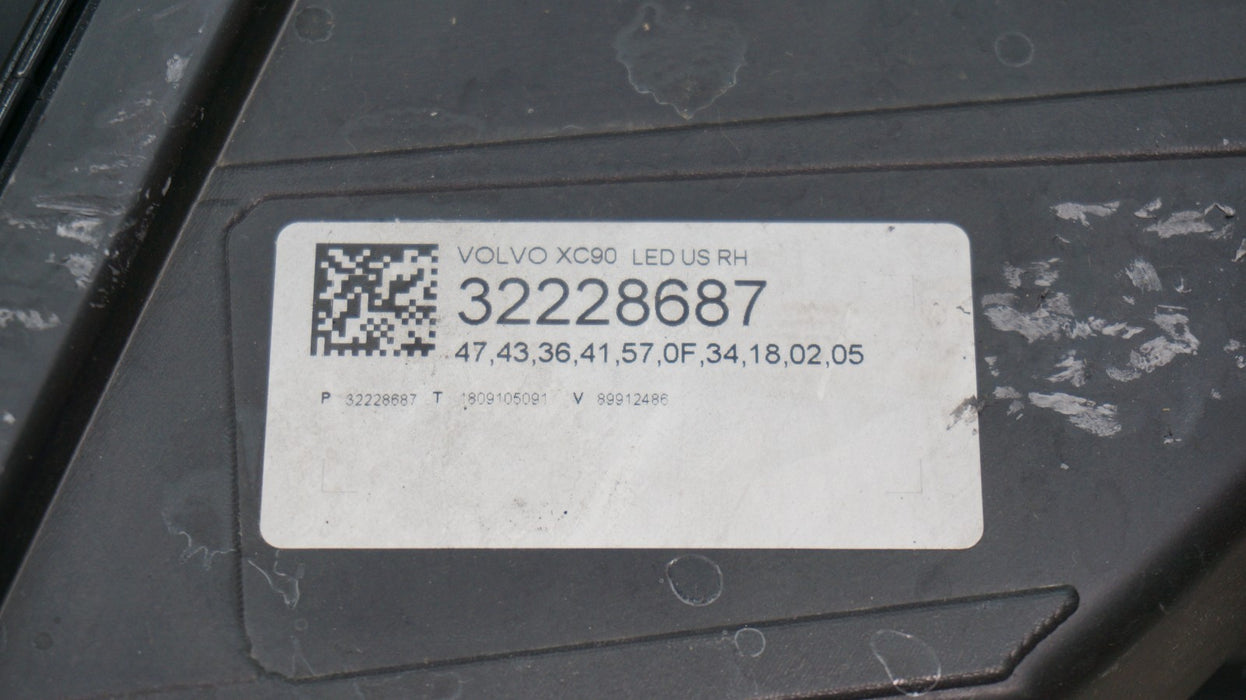 VOLVO XC90 LED US RH
32228687
47,43,36,41,57,0F,34,18,02,05
P 32228687 T 1809105091 V 89912486